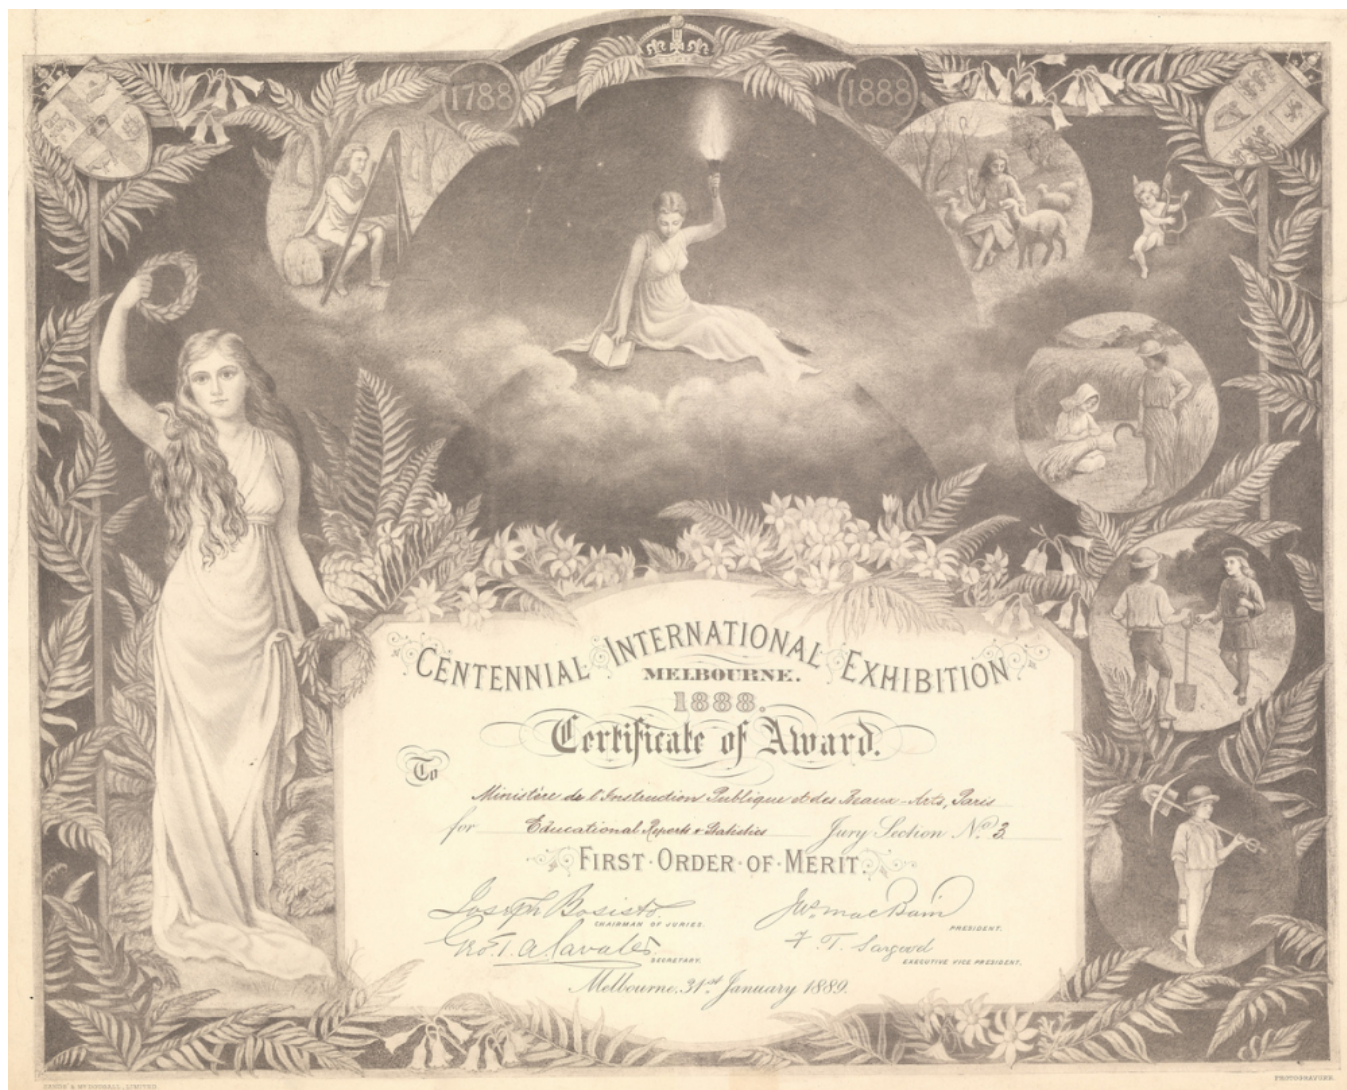 1788
1888
CENTENNIAL INTERNATIONAL EXHIBITION
MELBOURNE.
1888.
Certificate of Award.
To
Ministère de l'Instruction Publique et des Beaux-Arts, Paris
for Educational Reports & Statistics Jury Section No. 3
FIRST · ORDER · OF · MERIT.
Joseph Bosisto
CHAIRMAN OF JURIES.
Jas. MacBain
PRESIDENT.
SECRETARY.
F. T. Sargood
EXECUTIVE VICE PRESIDENT.
Melbourne, 31st January 1889.
LIMITED.
PHOTOGRAVURE.